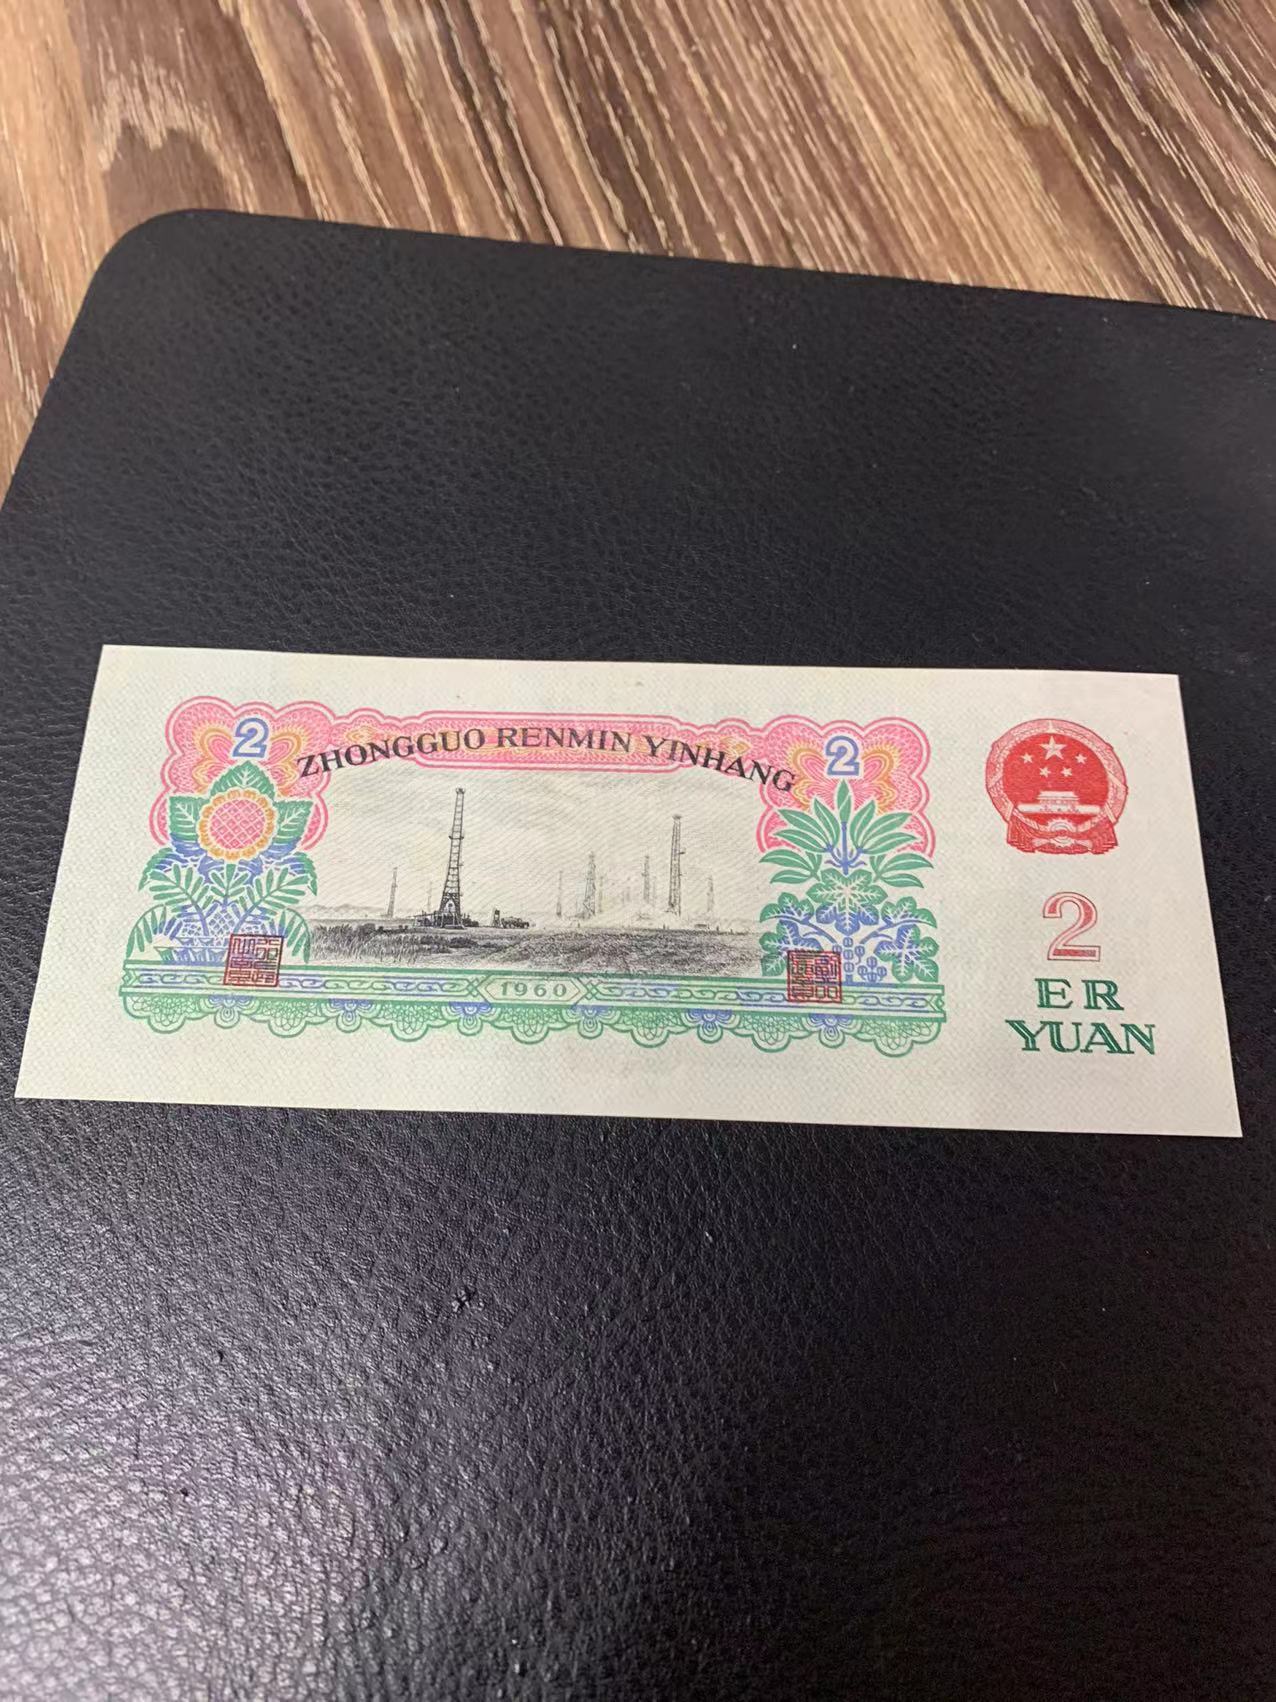 2
ZHONGGUO RENMIN YINHANG
2
1960
2
ER
YUAN